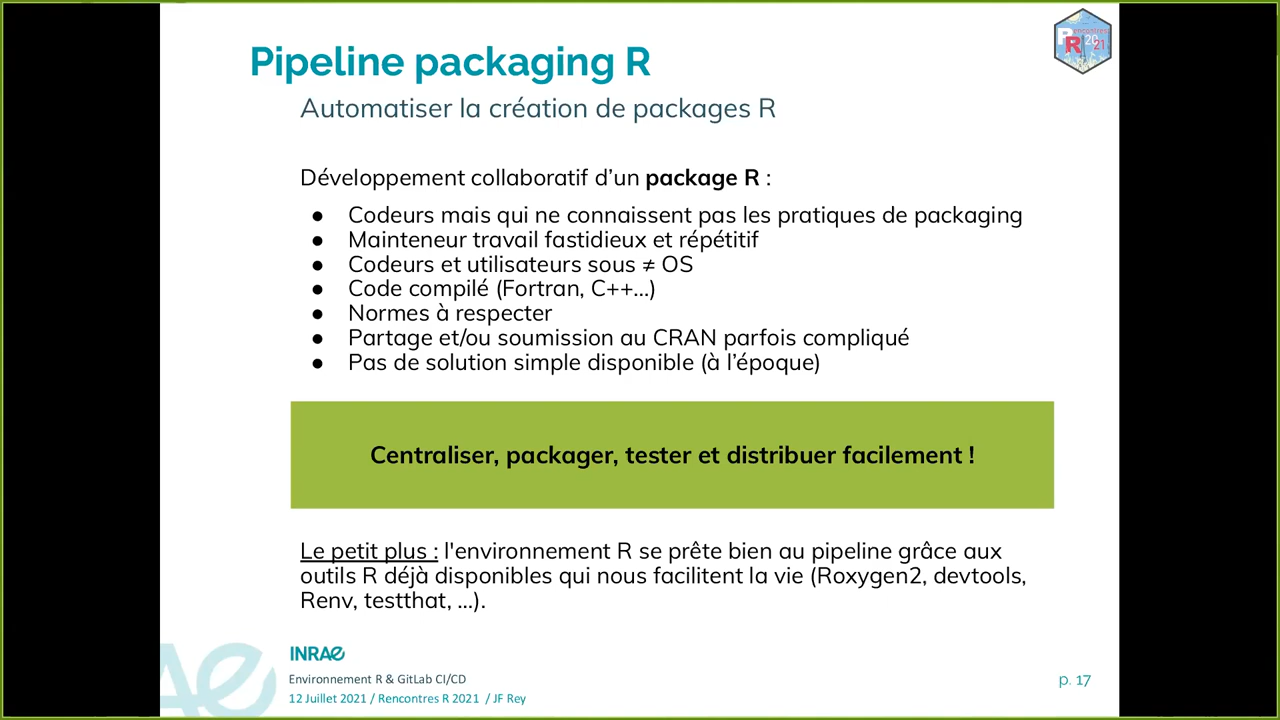 Pipeline packaging R
Rencontres
R 20
R 21
Automatiser la création de packages R
Développement collaboratif d’un package R :
● Codeurs mais qui ne connaissent pas les pratiques de packaging
● Mainteneur travail fastidieux et répétitif
● Codeurs et utilisateurs sous ≠ OS
● Code compilé (Fortran, C++...)
● Normes à respecter
● Partage et/ou soumission au CRAN parfois compliqué
● Pas de solution simple disponible (à l’époque)
Centraliser, packager, tester et distribuer facilement !
Le petit plus : l'environnement R se prête bien au pipeline grâce aux
outils R déjà disponibles qui nous facilitent la vie (Roxygen2, devtools,
Renv, testthat, ...).
INRAE
Environnement R & GitLab CI/CD
12 Juillet 2021 / Rencontres R 2021 / JF Rey
p. 17